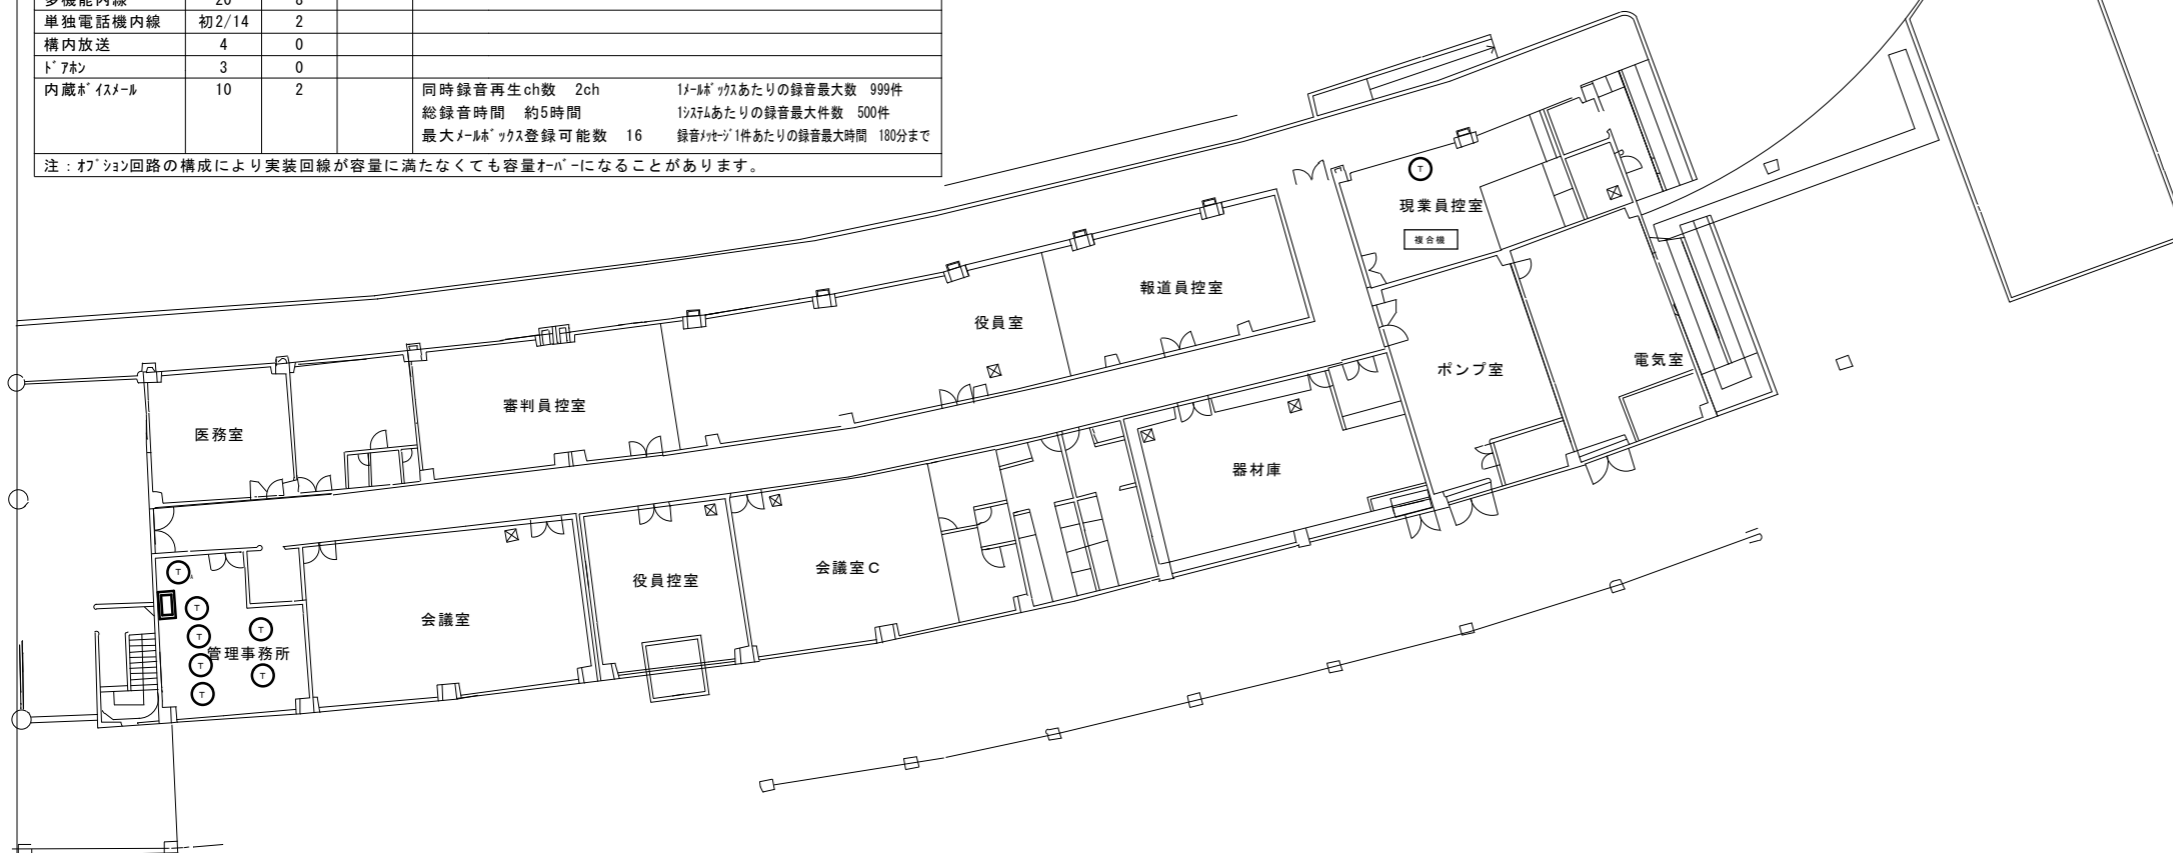 多機能内線 20 8
単独電話機内線 初2/14 2
構内放送 4 0
ﾄﾞｱﾎﾝ 3 0
内蔵ﾎﾞｲｽﾒｰﾙ 10 2 同時録音再生ch数 2ch 1ﾒｰﾙﾎﾞｯｸｽあたりの録音最大数 999件
総録音時間 約5時間 1ｼｽﾃﾑあたりの録音最大件数 500件
最大ﾒｰﾙﾎﾞｯｸｽ登録可能数 16 録音ﾒｯｾｰｼﾞ1件あたりの録音最大時間 180分まで
注：ｵﾌﾟｼｮﾝ回路の構成により実装回線が容量に満たなくても容量ｵｰﾊﾞｰになることがあります。
T
現業員控室
複合機
報道員控室
役員室
ポンプ室
電気室
審判員控室
医務室
器材庫
会議室C
役員控室
会議室
T
T
T
T
管理事務所
T
T
T